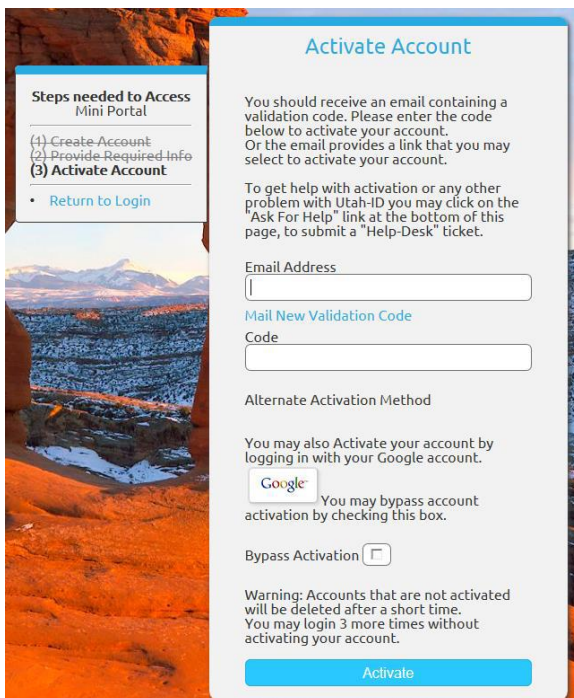 Steps needed to Access
Mini Portal
(1) Create Account
(2) Provide Required Info
(3) Activate Account
• Return to Login
Activate Account
You should receive an email containing a
validation code. Please enter the code
below to activate your account.
Or the email provides a link that you may
select to activate your account.
To get help with activation or any other
problem with Utah-ID you may click on the
"Ask For Help" link at the bottom of this
page, to submit a "Help-Desk" ticket.
Email Address
Mail New Validation Code
Code
Alternate Activation Method
You may also Activate your account by
logging in with your Google account.
Google
You may bypass account
activation by checking this box.
Bypass Activation
Warning: Accounts that are not activated
will be deleted after a short time.
You may login 3 more times without
activating your account.
Activate